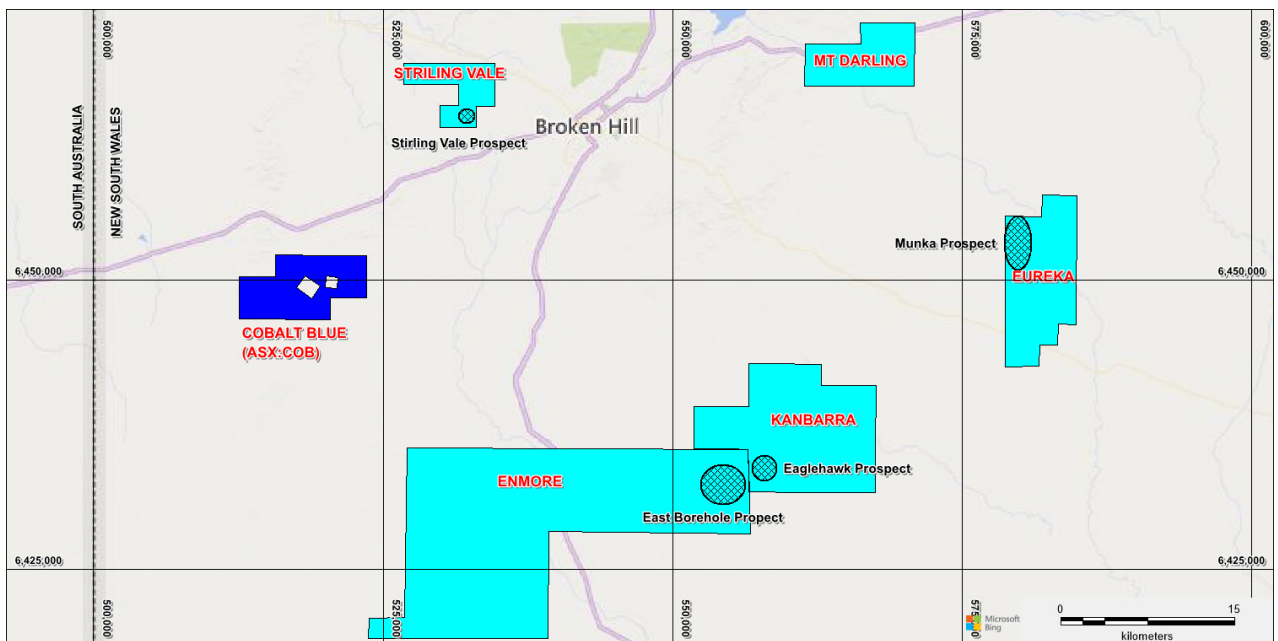 500,000
525,000
550,000
575,000
600,000
STRILING VALE
MT DARLING
Stirling Vale Prospect
Broken Hill
SOUTH AUSTRALIA
NEW SOUTH WALES
Munka Prospect
EUREKA
6,450,000
6,450,000
COBALT BLUE
(ASX:COB)
KANBARRA
Eaglehawk Prospect
ENMORE
East Borehole Propect
6,425,000
6,425,000
500,000
525,000
550,000
575,000
Microsoft
Bing
0
15
kilometers